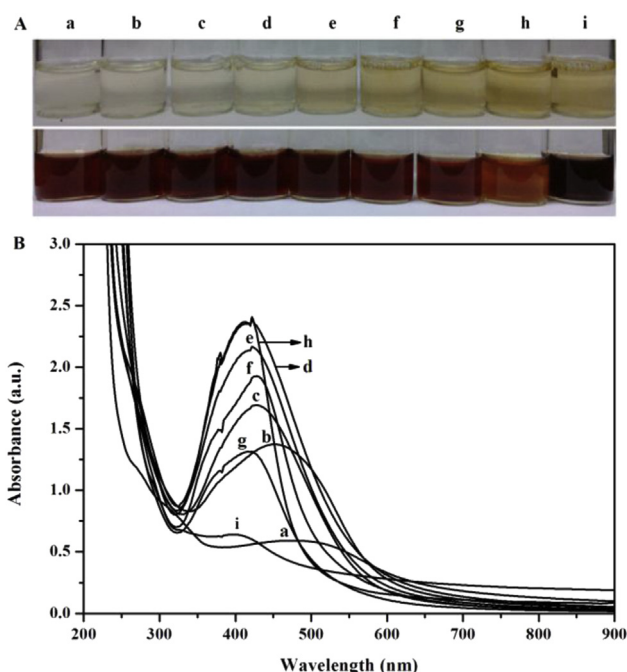 A a b c d e f g h i
B
3.0
2.5
2.0
1.5
1.0
0.5
0.0
Absorbance (a.u.)
h
e
d
f
c
b
g
i
a
200 300 400 500 600 700 800 900
Wavelength (nm)